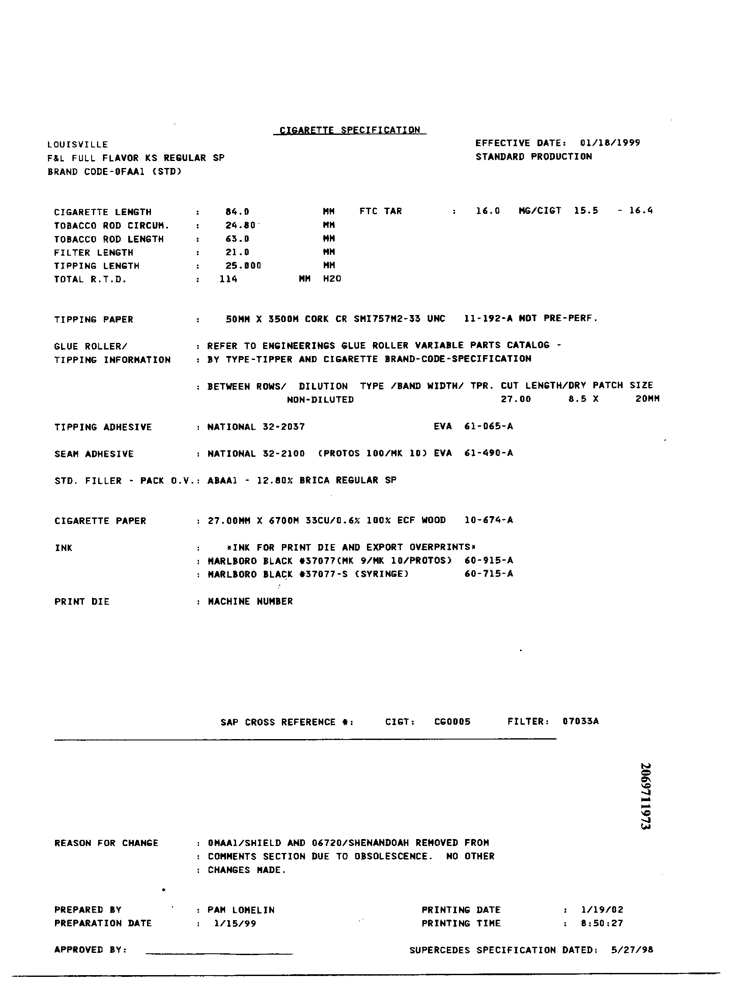 CIGARETTE SPECIFICATION
LOUISVILLE EFFECTIVE DATE: 01/18/1999
F&L FULL FLAVOR KS REGULAR SP STANDARD PRODUCTION
BRAND CODE-0FAA1 (STD)
CIGARETTE LENGTH : 84.0 MM FTC TAR : 16.0 MG/CIGT 15.5 - 16.4
TOBACCO ROD CIRCUM. : 24.80 MM
TOBACCO ROD LENGTH : 63.0 MM
FILTER LENGTH : 21.0 MM
TIPPING LENGTH : 25.000 MM
TOTAL R.T.D. : 114 MM H2O
TIPPING PAPER : 50MM X 3500M CORK CR SMI757M2-33 UNC 11-192-A NOT PRE-PERF.
GLUE ROLLER/ : REFER TO ENGINEERINGS GLUE ROLLER VARIABLE PARTS CATALOG -
TIPPING INFORMATION : BY TYPE-TIPPER AND CIGARETTE BRAND-CODE-SPECIFICATION
: BETWEEN ROWS/ DILUTION TYPE /BAND WIDTH/ TPR. CUT LENGTH/DRY PATCH SIZE
NON-DILUTED 27.00 8.5 X 20MM
TIPPING ADHESIVE : NATIONAL 32-2037 EVA 61-065-A
SEAM ADHESIVE : NATIONAL 32-2100 (PROTOS 100/MK 10) EVA 61-490-A
STD. FILLER - PACK O.V.: ABAA1 - 12.80% BRICA REGULAR SP
CIGARETTE PAPER : 27.00MM X 6700M 33CU/0.6% 100% ECF WOOD 10-674-A
INK : *INK FOR PRINT DIE AND EXPORT OVERPRINTS*
: MARLBORO BLACK #37077(MK 9/MK 10/PROTOS) 60-915-A
: MARLBORO BLACK #37077-S (SYRINGE) 60-715-A
PRINT DIE : MACHINE NUMBER
SAP CROSS REFERENCE #: CIGT: CG0005 FILTER: 07033A
2069711973
REASON FOR CHANGE : 0MAA1/SHIELD AND 06720/SHENANDOAH REMOVED FROM
: COMMENTS SECTION DUE TO OBSOLESCENCE. NO OTHER
: CHANGES MADE.
PREPARED BY : PAM LOMELIN PRINTING DATE : 1/19/02
PREPARATION DATE : 1/15/99 PRINTING TIME : 8:50:27
APPROVED BY: SUPERCEDES SPECIFICATION DATED: 5/27/98